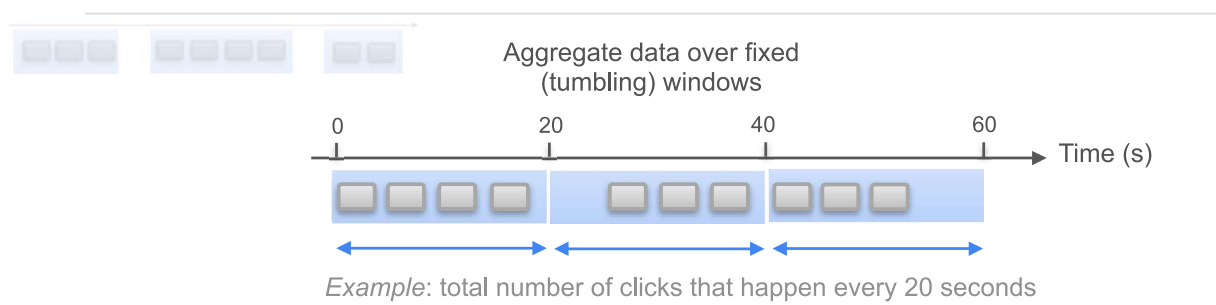 Aggregate data over fixed
(tumbling) windows
0 20 40 60
Time (s)
Example: total number of clicks that happen every 20 seconds